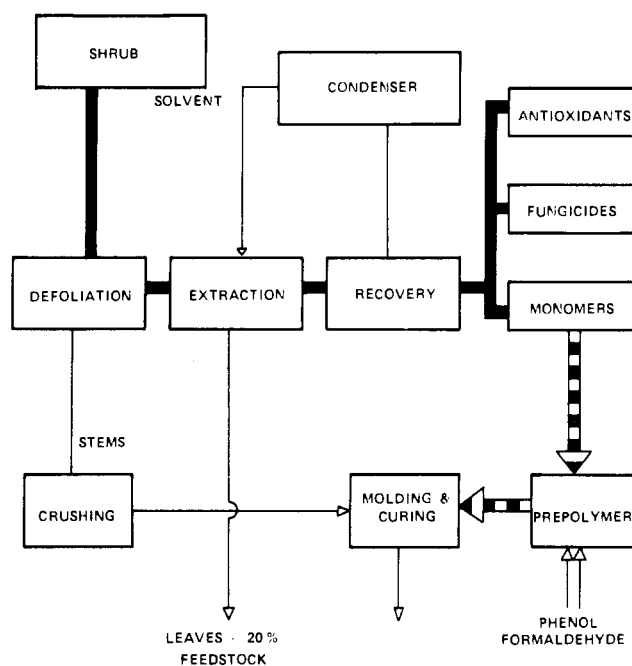 SHRUB
SOLVENT
CONDENSER
ANTIOXIDANTS
FUNGICIDES
DEFOLIATION
EXTRACTION
RECOVERY
MONOMERS
STEMS
CRUSHING
MOLDING &
CURING
PREPOLYMER
LEAVES - 20%
FEEDSTOCK
PHENOL
FORMALDEHYDE